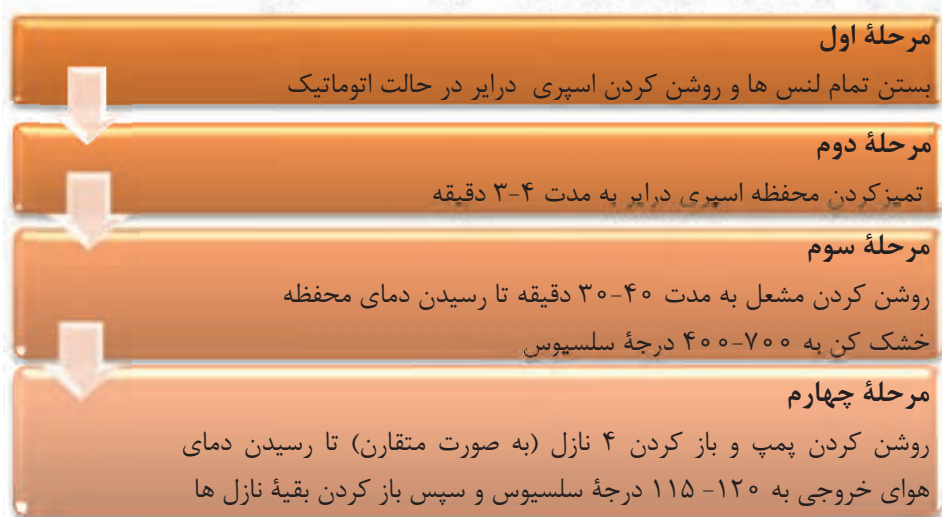 مرحلهٔ اول
بستن تمام لنس ها و روشن کردن اسپری درایر در حالت اتوماتیک
مرحلهٔ دوم
تمیزکردن محفظه اسپری درایر به مدت ۴-۳ دقیقه
مرحلهٔ سوم
روشن کردن مشعل به مدت ۴۰-۳۰ دقیقه تا رسیدن دمای محفظه
خشک کن به ۷۰۰-۴۰۰ درجهٔ سلسیوس
مرحلهٔ چهارم
روشن کردن پمپ و باز کردن ۴ نازل (به صورت متقارن) تا رسیدن دمای
هوای خروجی به ۱۲۰- ۱۱۵ درجهٔ سلسیوس و سپس باز کردن بقیهٔ نازل ها